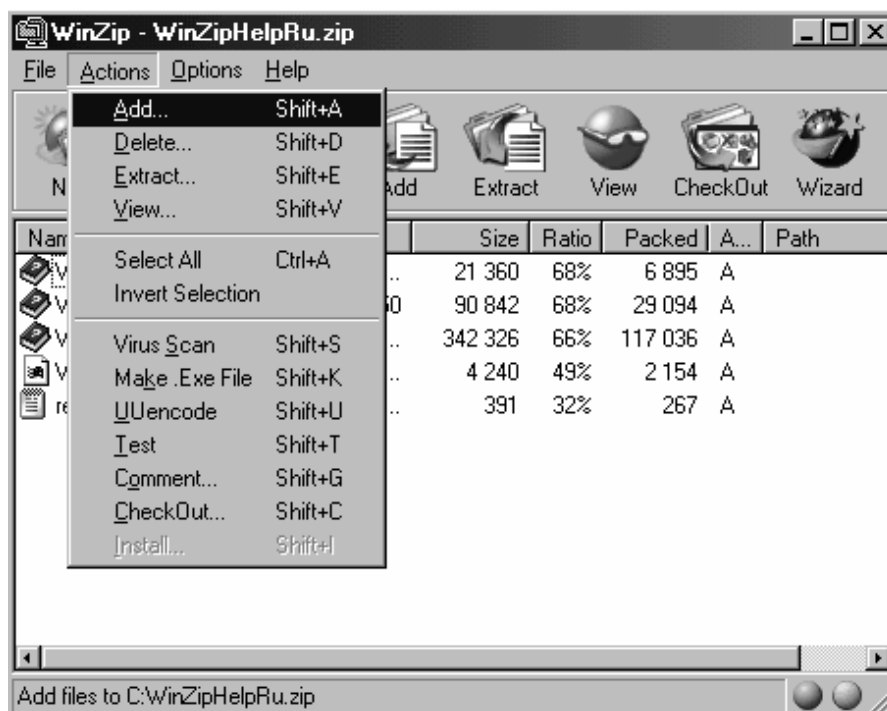 WinZip - WinZipHelpRu.zip
File Actions Options Help
Add... Shift+A
Delete... Shift+D
Extract... Shift+E
View... Shift+V
Select All Ctrl+A
Invert Selection
Virus Scan Shift+S
Make .Exe File Shift+K
UUencode Shift+U
Test Shift+T
Comment... Shift+G
CheckOut... Shift+C
Install... Shift+I
Extract View CheckOut Wizard
Size Ratio Packed A... Path
21 360 68% 6 895 A
90 842 68% 29 094 A
342 326 66% 117 036 A
4 240 49% 2 154 A
391 32% 267 A
Add files to C:WinZipHelpRu.zip